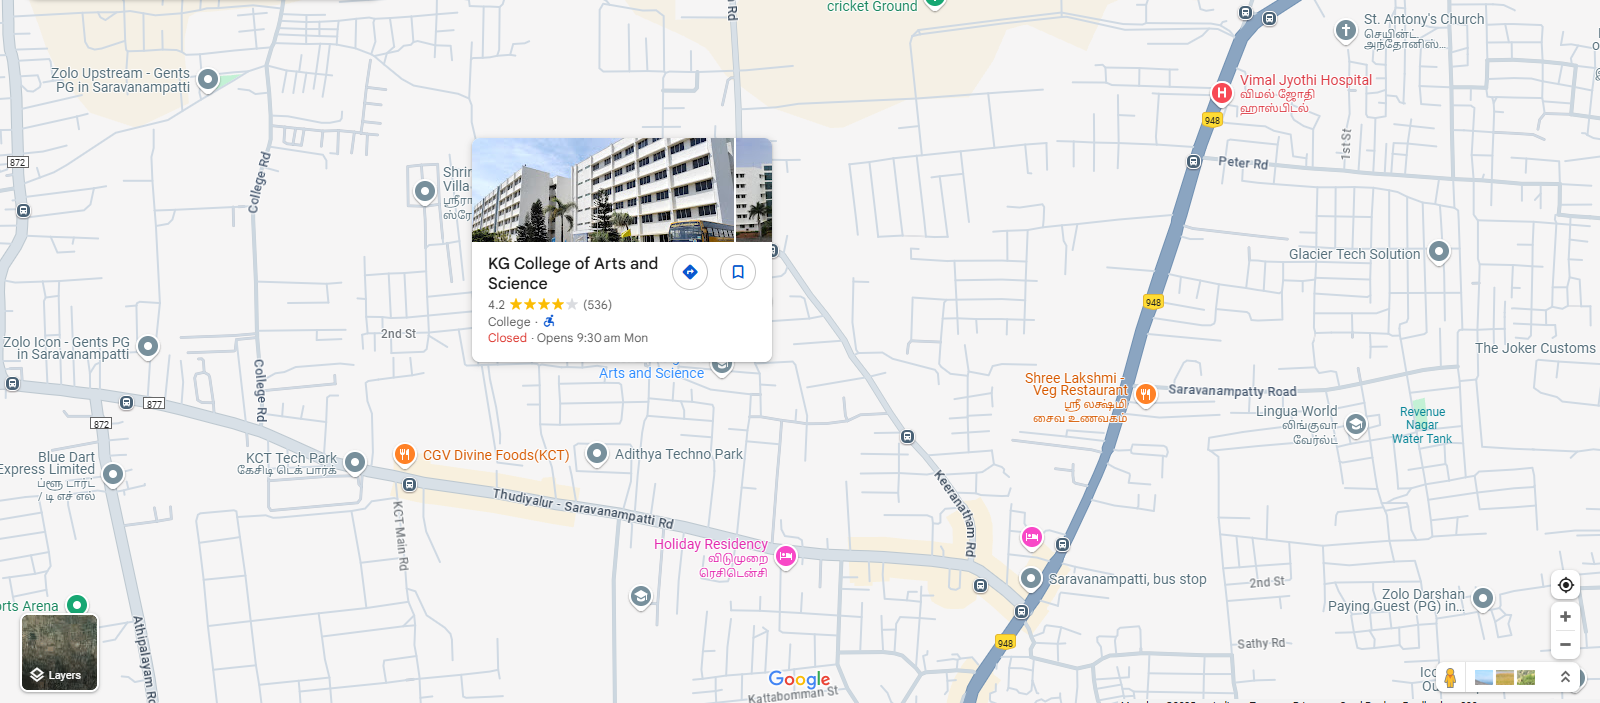 cricket Ground
n Rd
St. Antony's Church
செயின்ட்
அந்தோனிஸ்...
Zolo Upstream - Gents
PG in Saravanampatti
Vimal Jyothi Hospital
விமல் ஜோதி
ஹாஸ்பிடல்
948
1st St
872
Peter Rd
College Rd
Shrir
Villa
ஸ்ரீரா
ஸ்ரே
KG College of Arts and
Science
4.2
(536)
College ·
Closed · Opens 9:30 am Mon
Arts and Science
Glacier Tech Solution
948
2nd St
Zolo Icon - Gents PG
in Saravanampatti
The Joker Customs
College Rd
Shree Lakshmi -
Veg Restaurant
ஸ்ரீ லக்ஷ்மி
சைவ உணவகம்
Saravanampatty Road
877
872
Lingua World
லிங்குவா
வேர்ல்ட்
Revenue
Nagar
Water Tank
Blue Dart
Express Limited
ப்ளூ டார்ட்
/ டி எச் எல்
KCT Tech Park
கேசிடி டெக் பார்க்
CGV Divine Foods(KCT)
Adithya Techno Park
Thudiyalur - Saravanampatti Rd
Keeranatham Rd
KCT Main Rd
Holiday Residency
விடுமுறை
ரெசிடென்சி
Saravanampatti, bus stop
2nd St
Zolo Darshan
Paying Guest (PG) in...
orts Arena
Athipalayam Rd
948
Sathy Rd
Layers
Google
Kattabomman St